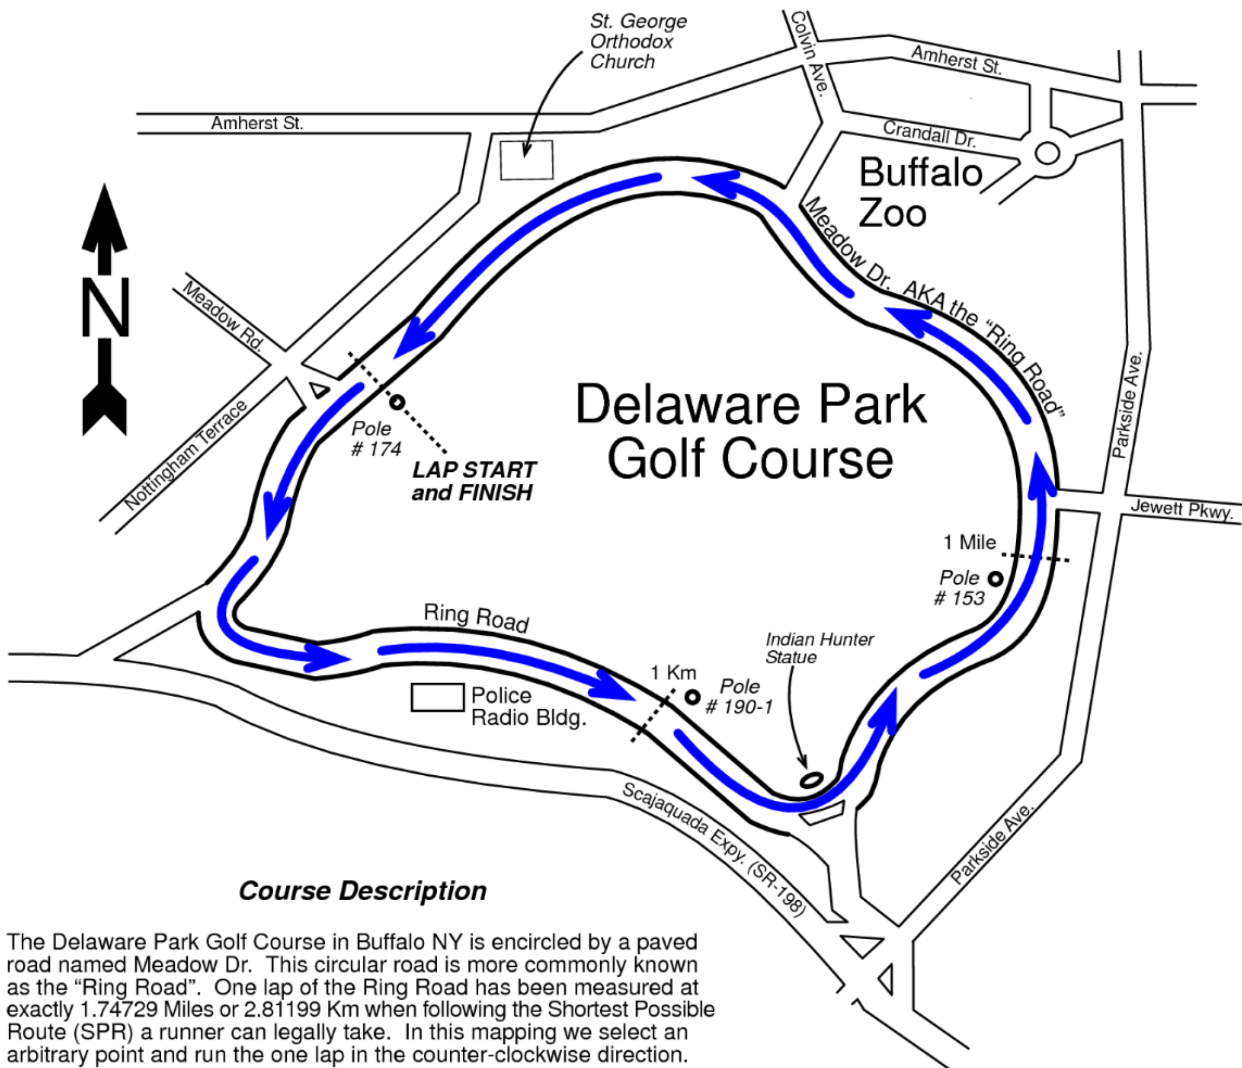 St. George
Orthodox
Church
Colvin Ave.
Amherst St.
Amherst St.
Crandall Dr.
Buffalo
Zoo
N
Meadow Dr. AKA the “Ring Road”
Meadow Rd.
Nottingham Terrace
Pole
# 174
LAP START
and FINISH
Delaware Park
Golf Course
Parkside Ave.
Jewett Pkwy.
1 Mile
Pole
# 153
Ring Road
Indian Hunter
Statue
1 Km
Pole
# 190-1
Police
Radio Bldg.
Scajaquada Expy. (SR-198)
Parkside Ave.
Course Description
The Delaware Park Golf Course in Buffalo NY is encircled by a paved
road named Meadow Dr.  This circular road is more commonly known
as the “Ring Road”.  One lap of the Ring Road has been measured at
exactly 1.74729 Miles or 2.81199 Km when following the Shortest Possible
Route (SPR) a runner can legally take.  In this mapping we select an
arbitrary point and run the one lap in the counter-clockwise direction.